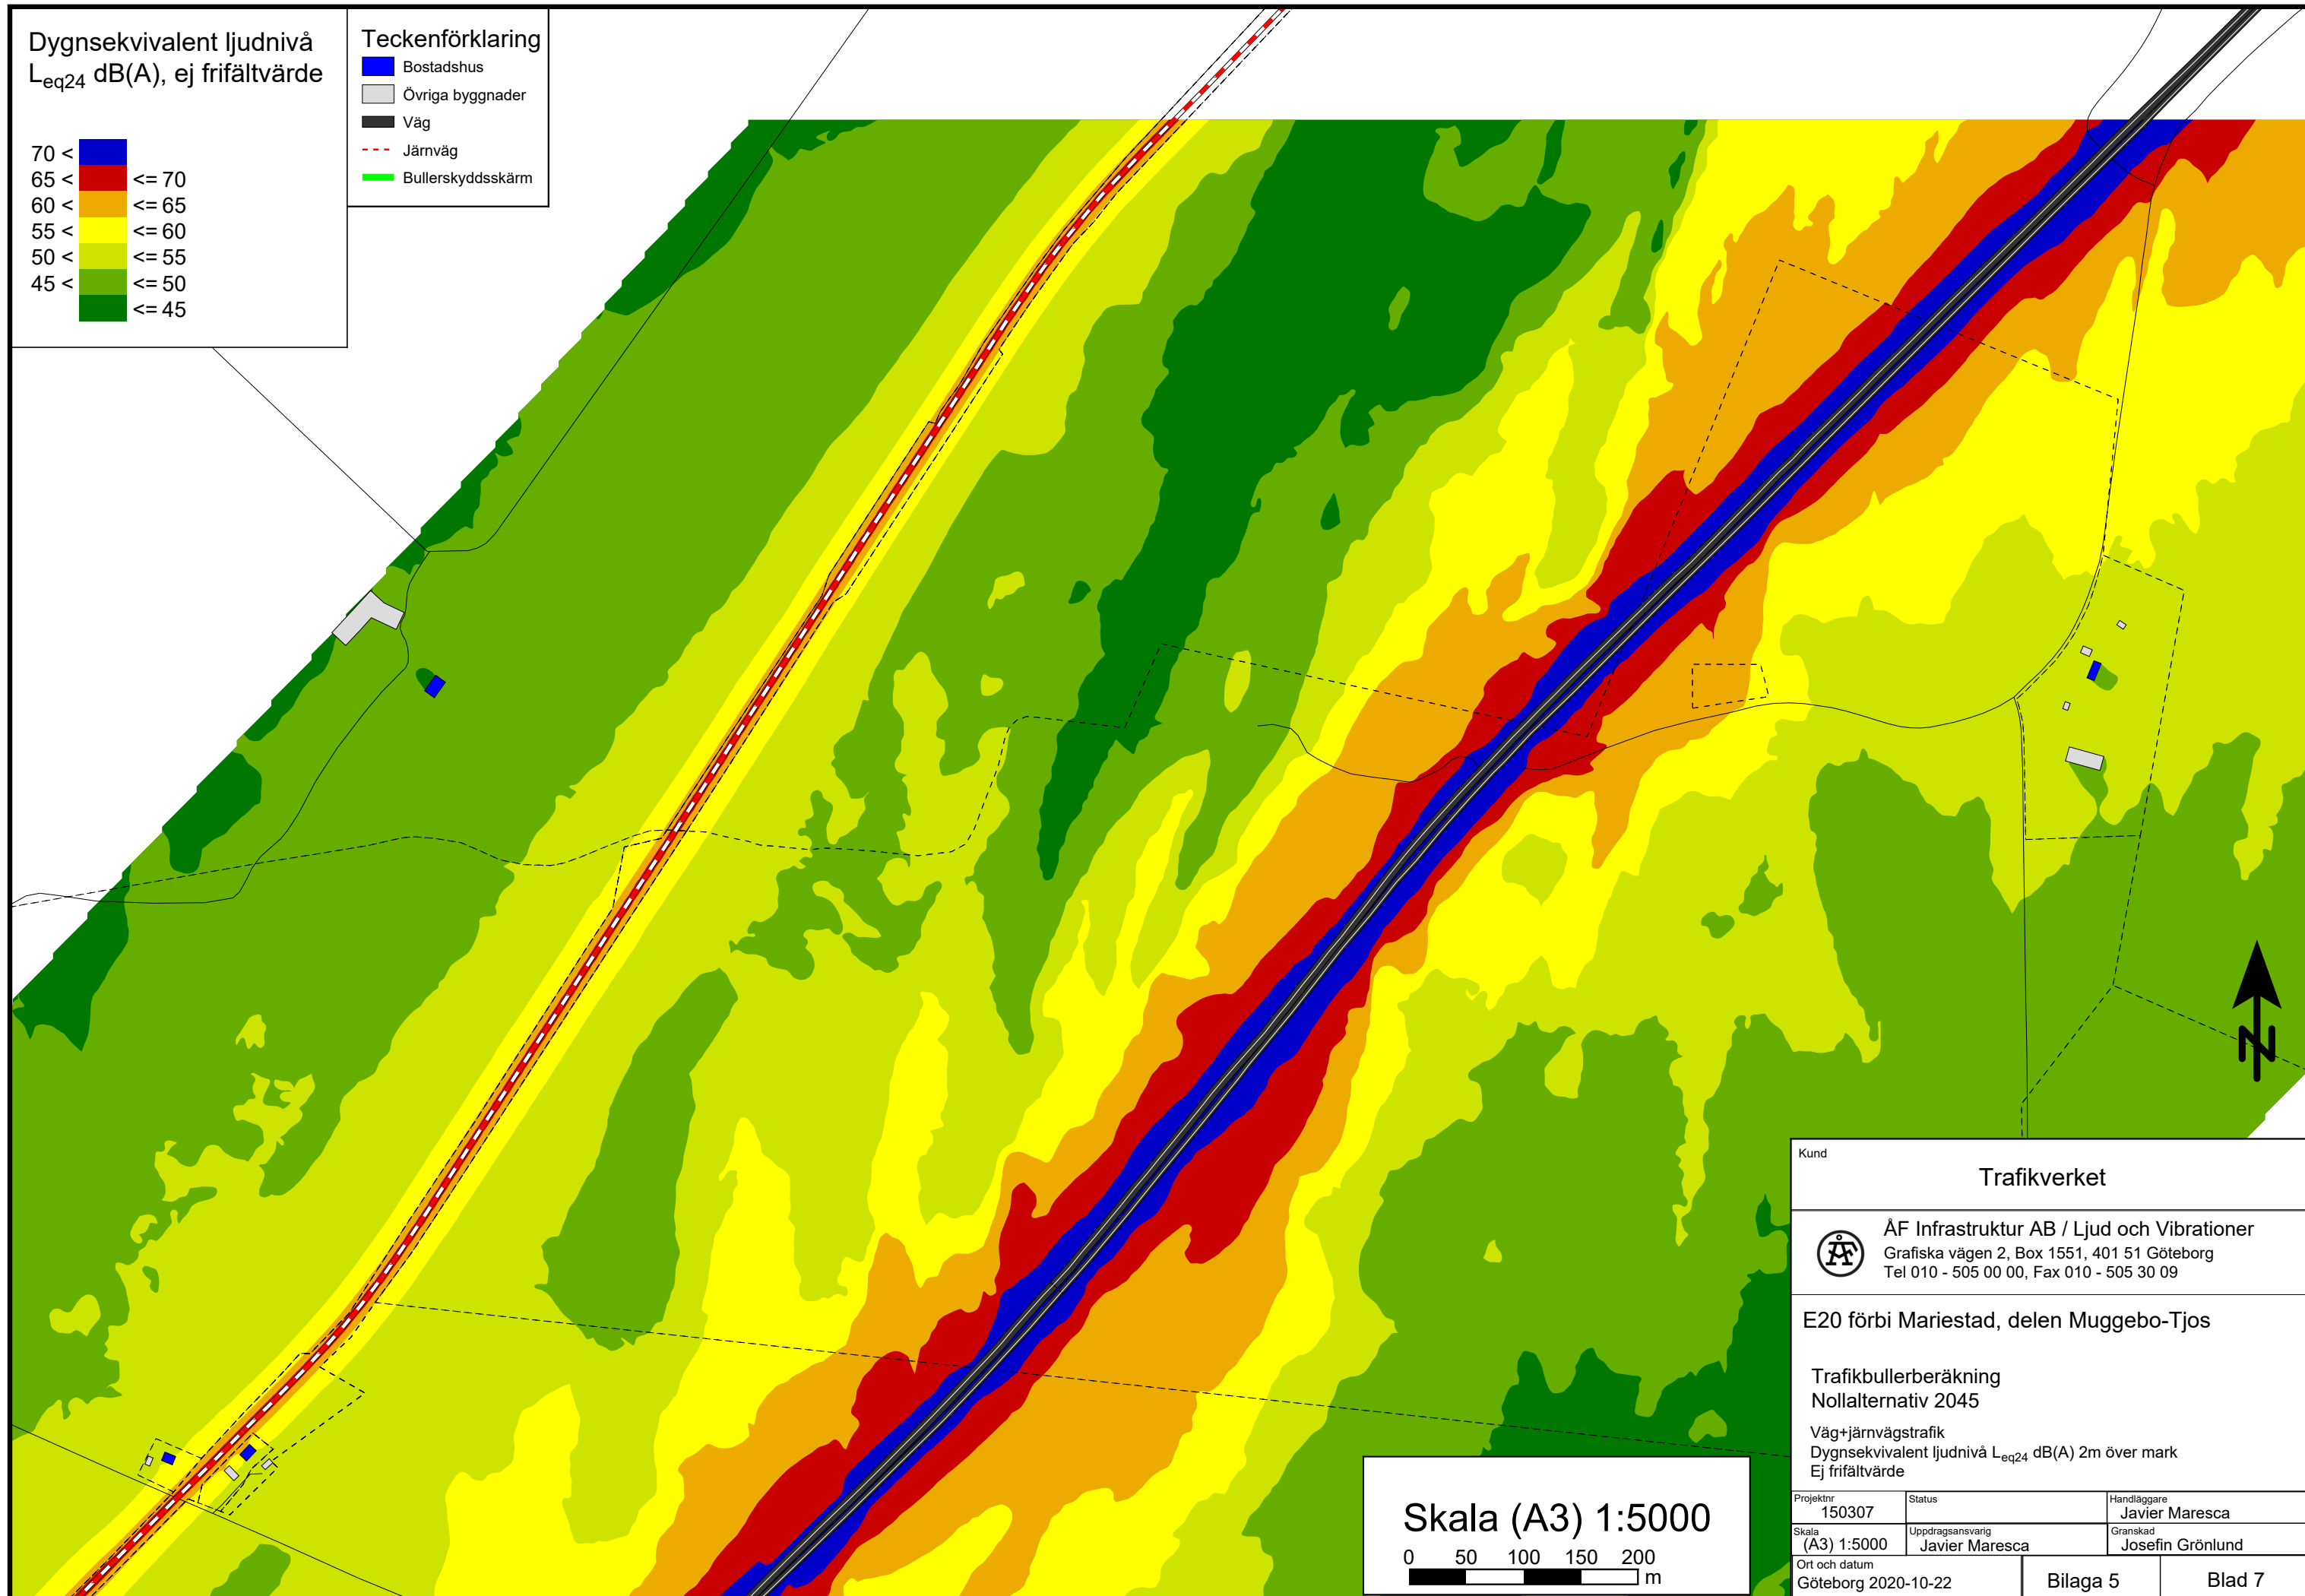 Dygnsekvivalent ljudnivå
Leq24 dB(A), ej frifältvärde
70 <
65 < <= 70
60 < <= 65
55 < <= 60
50 < <= 55
45 < <= 50
<= 45
Teckenförklaring
Bostadshus
Övriga byggnader
Väg
Järnväg
Bullerskyddsskärm
N
Skala (A3) 1:5000
0 50 100 150 200
m
Kund
Trafikverket
ÅF
ÅF Infrastruktur AB / Ljud och Vibrationer
Grafiska vägen 2, Box 1551, 401 51 Göteborg
Tel 010 - 505 00 00, Fax 010 - 505 30 09
E20 förbi Mariestad, delen Muggebo-Tjos
Trafikbullerberäkning
Nollalternativ 2045
Väg+järnvägstrafik
Dygnsekvivalent ljudnivå Leq24 dB(A) 2m över mark
Ej frifältvärde
Projektnr
150307
Status
Handläggare
Javier Maresca
Skala
(A3) 1:5000
Uppdragsansvarig
Javier Maresca
Granskad
Josefin Grönlund
Ort och datum
Göteborg 2020-10-22
Bilaga 5
Blad 7